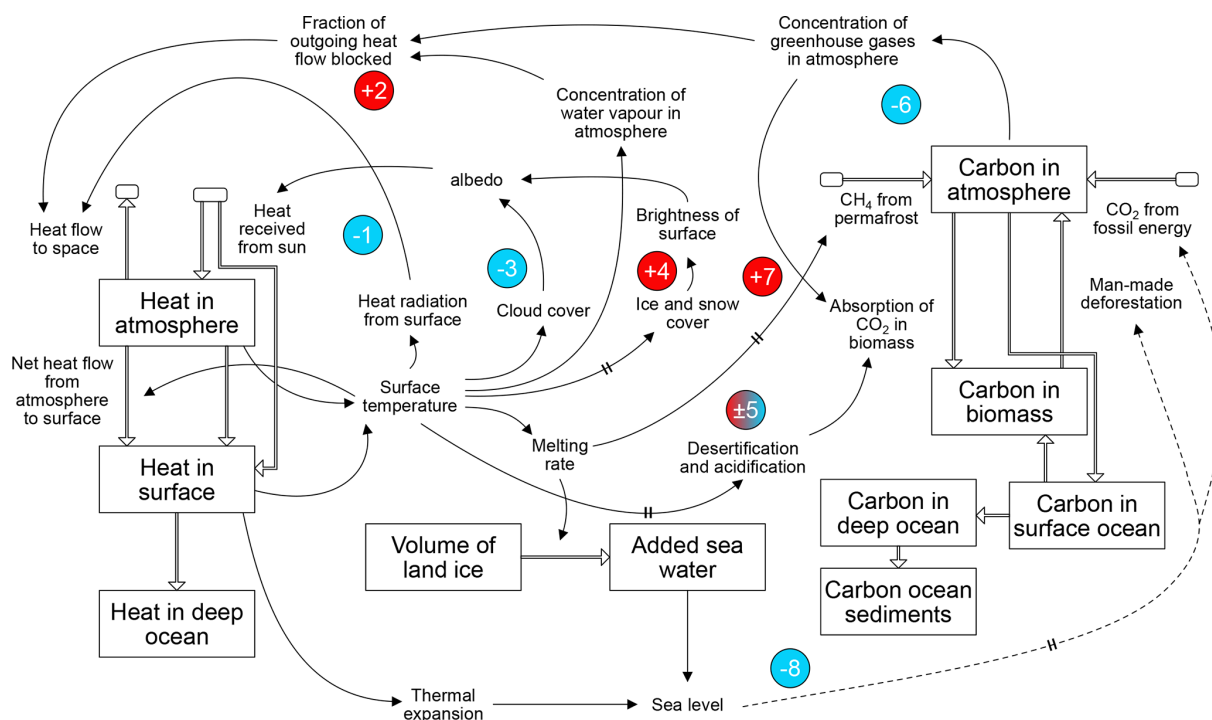 Fraction of
outgoing heat
flow blocked
+2
Concentration of
greenhouse gases
in atmosphere
-6
Concentration of
water vapour in
atmosphere
Carbon in
atmosphere
albedo
CH4 from
permafrost
CO2 from
fossil energy
Heat flow
to space
Heat
received
from sun
-1
Brightness of
surface
-3
+4
+7
Heat in
atmosphere
Heat radiation
from surface
Cloud cover
Ice and snow
cover
Absorption of
CO2 in
biomass
Man-made
deforestation
Net heat flow
from
atmosphere
to surface
Surface
temperature
Carbon in
biomass
±5
Melting
rate
Desertification
and acidification
Heat in
surface
Carbon in
deep ocean
Carbon in
surface ocean
Volume of
land ice
Added sea
water
Heat in deep
ocean
Carbon ocean
sediments
-8
Thermal
expansion
Sea level